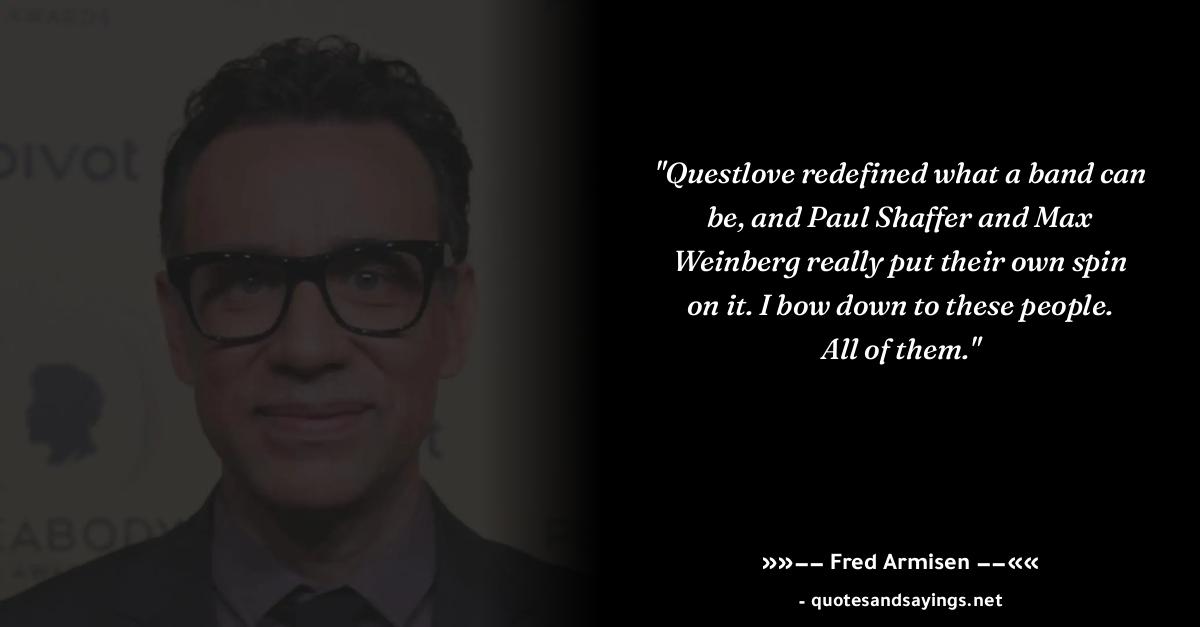 AWARDS
pivot
"Questlove redefined what a band can
be, and Paul Shaffer and Max
Weinberg really put their own spin
on it. I bow down to these people.
All of them."
t
EABODY
»»−− Fred Armisen −−««
- quotesandsayings.net